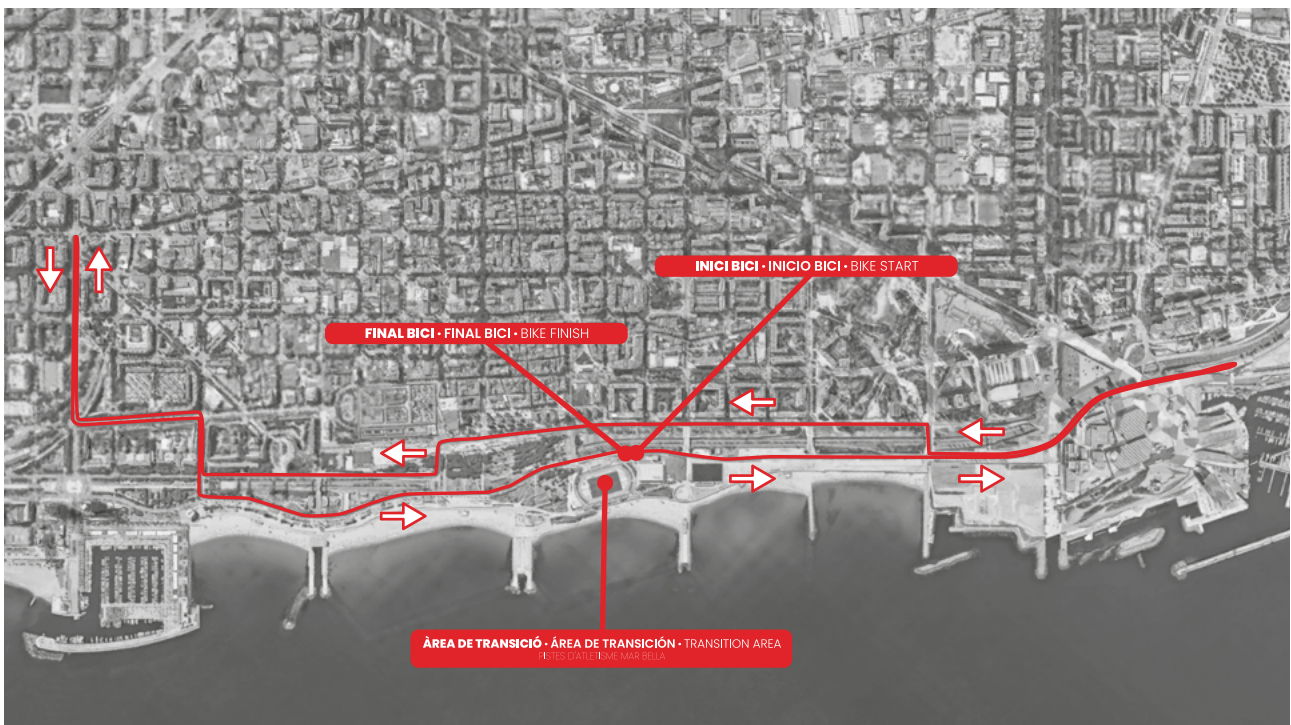 INICI BICI • INICIO BICI • BIKE START
FINAL BICI • FINAL BICI • BIKE FINISH
ÀREA DE TRANSICIÓ • ÁREA DE TRANSICIÓN • TRANSITION AREA
PISTES D'ATLETISME MAR BELLA